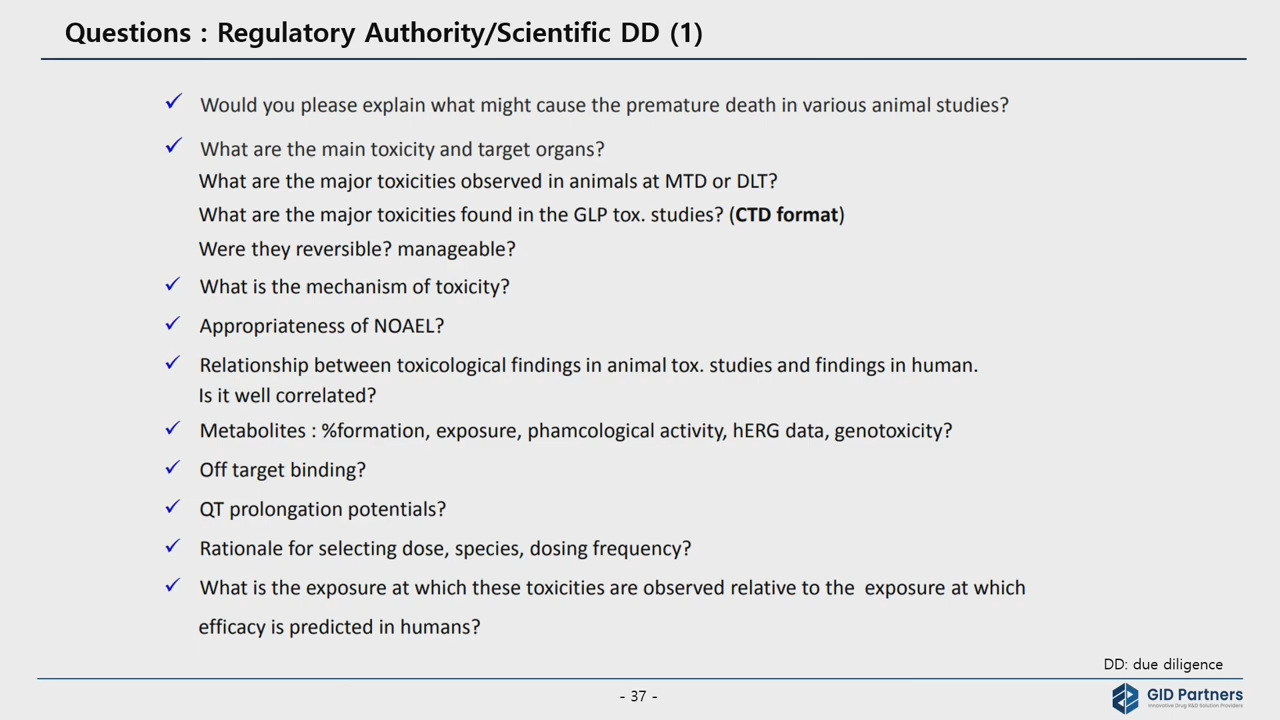 Questions : Regulatory Authority/Scientific DD (1)
✓ Would you please explain what might cause the premature death in various animal studies?
✓ What are the main toxicity and target organs?
What are the major toxicities observed in animals at MTD or DLT?
What are the major toxicities found in the GLP tox. studies? (CTD format)
Were they reversible? manageable?
✓ What is the mechanism of toxicity?
✓ Appropriateness of NOAEL?
✓ Relationship between toxicological findings in animal tox. studies and findings in human.
Is it well correlated?
✓ Metabolites : %formation, exposure, phamcological activity, hERG data, genotoxicity?
✓ Off target binding?
✓ QT prolongation potentials?
✓ Rationale for selecting dose, species, dosing frequency?
✓ What is the exposure at which these toxicities are observed relative to the exposure at which
efficacy is predicted in humans?
DD: due diligence
- 37 -
GID Partners
Innovative Drug R&D Solution Providers